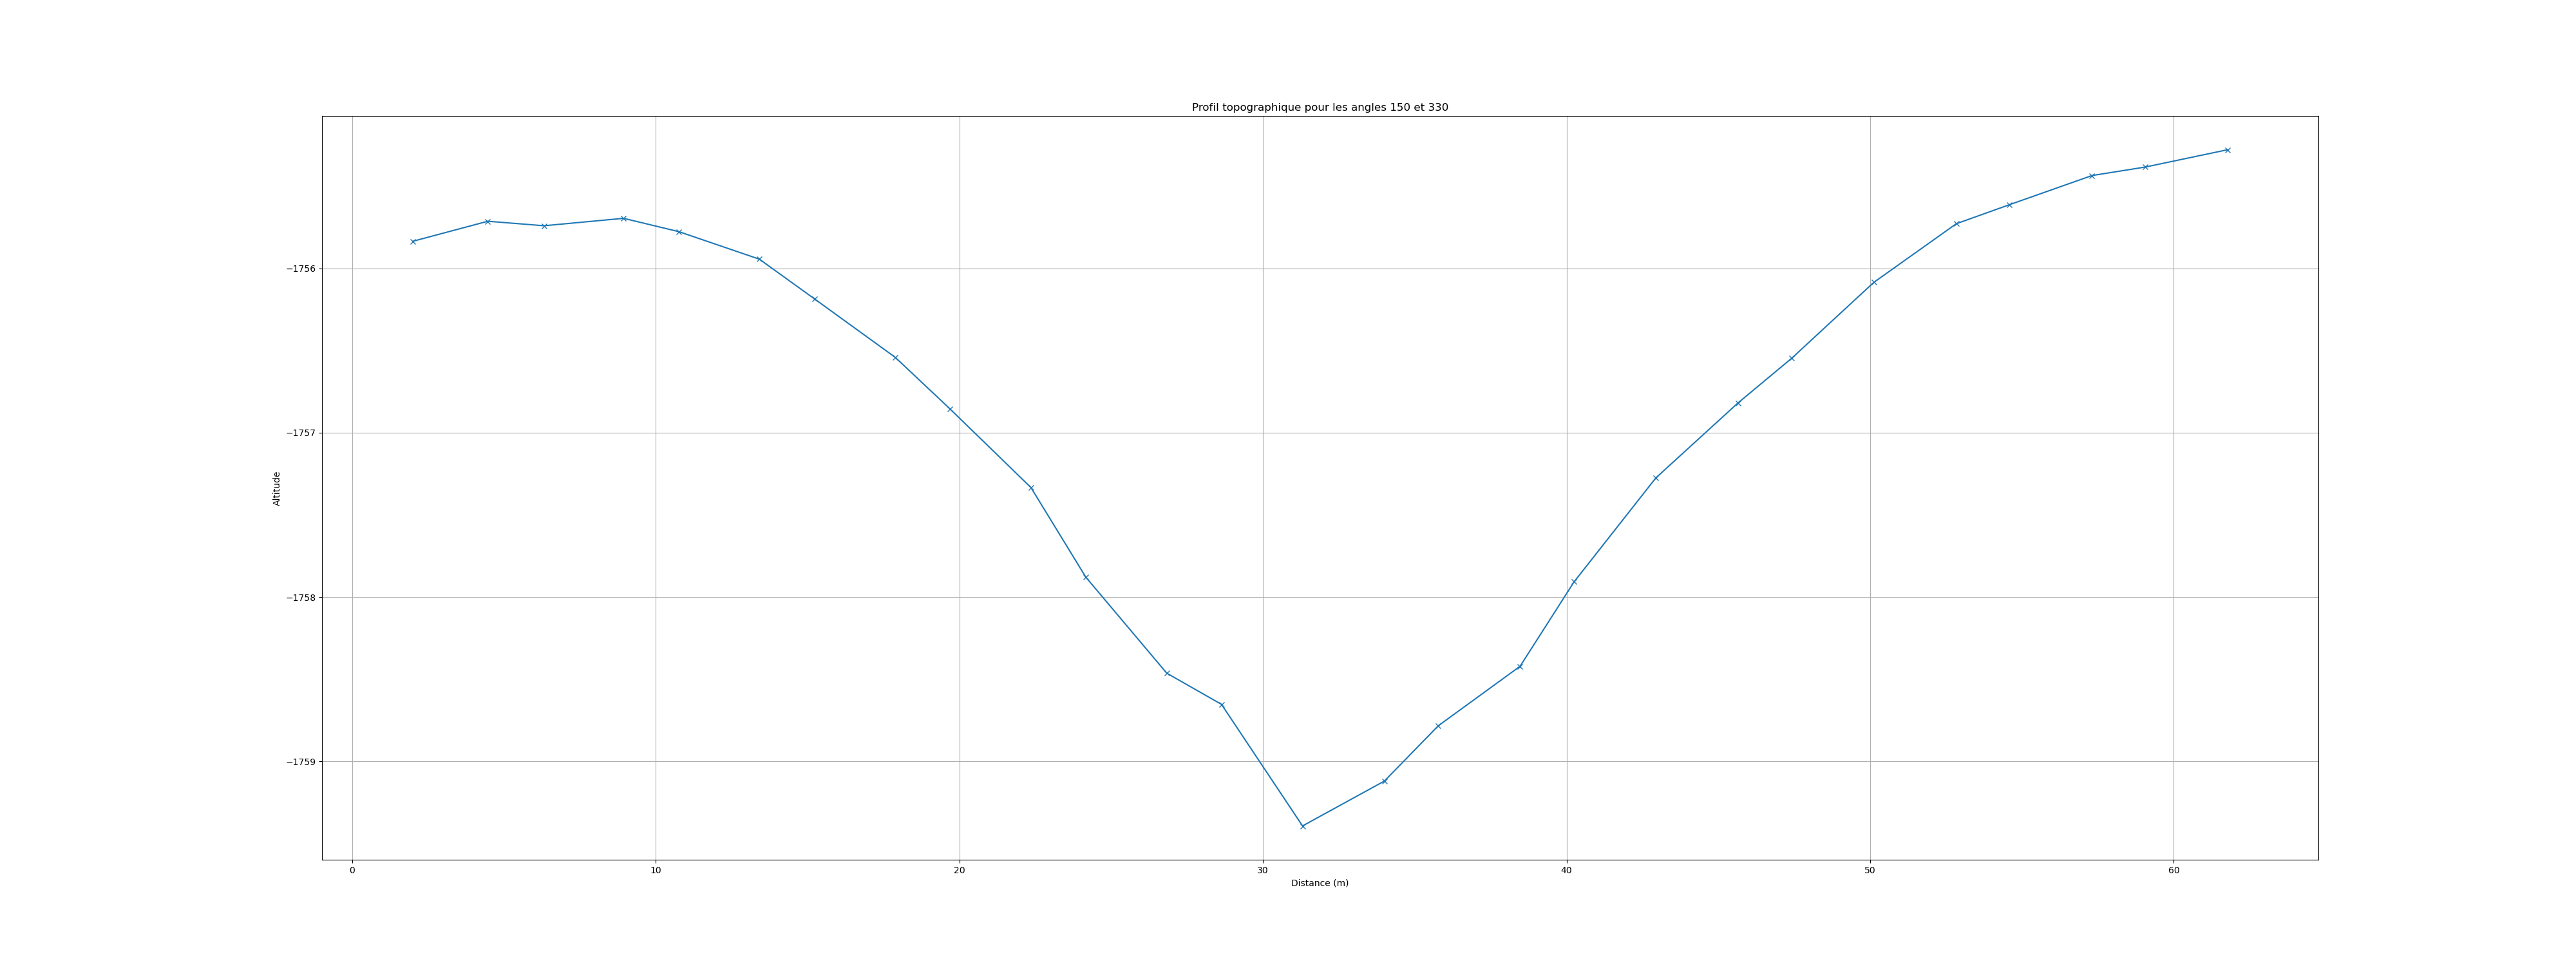 Profil topographique pour les angles 150 et 330
−1756
−1757
−1758
−1759
Altitude
0 10 20 30 40 50 60
Distance (m)